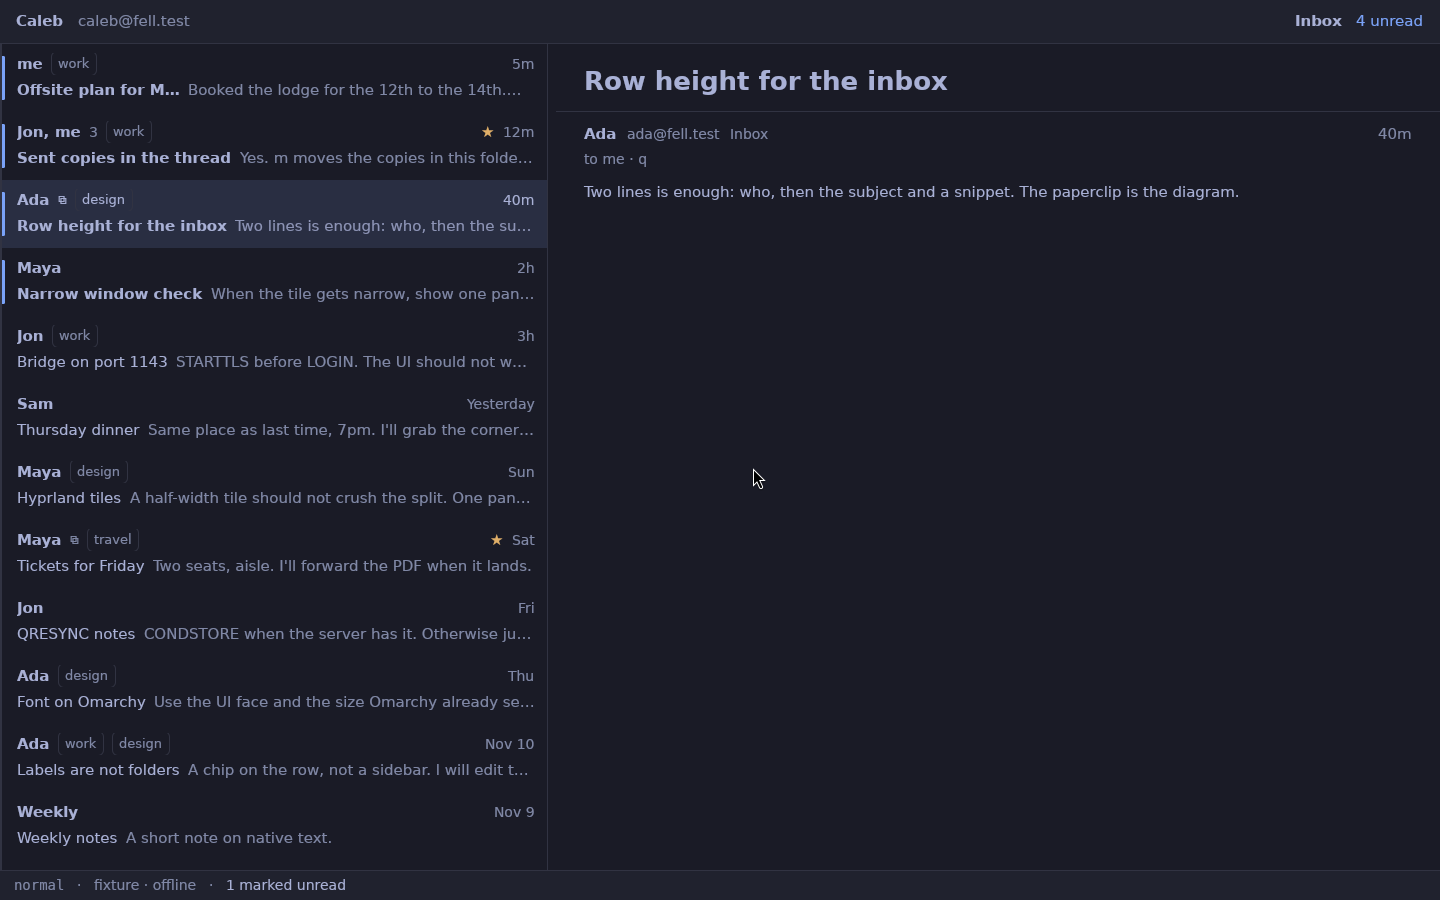 Caleb caleb@fell.test Inbox 4 unread
me work 5m
Offsite plan for M… Booked the lodge for the 12th to the 14th.…
Jon, me 3 work ★ 12m
Sent copies in the thread Yes. m moves the copies in this folde…
Ada design 40m
Row height for the inbox Two lines is enough: who, then the su…
Maya 2h
Narrow window check When the tile gets narrow, show one pan…
Jon work 3h
Bridge on port 1143 STARTTLS before LOGIN. The UI should not w…
Sam Yesterday
Thursday dinner Same place as last time, 7pm. I'll grab the corner…
Maya design Sun
Hyprland tiles A half-width tile should not crush the split. One pan…
Maya travel ★ Sat
Tickets for Friday Two seats, aisle. I'll forward the PDF when it lands.
Jon Fri
QRESYNC notes CONDSTORE when the server has it. Otherwise ju…
Ada design Thu
Font on Omarchy Use the UI face and the size Omarchy already se…
Ada work design Nov 10
Labels are not folders A chip on the row, not a sidebar. I will edit t…
Weekly Nov 9
Weekly notes A short note on native text.
Row height for the inbox
Ada ada@fell.test Inbox 40m
to me · q
Two lines is enough: who, then the subject and a snippet. The paperclip is the diagram.
normal · fixture · offline · 1 marked unread